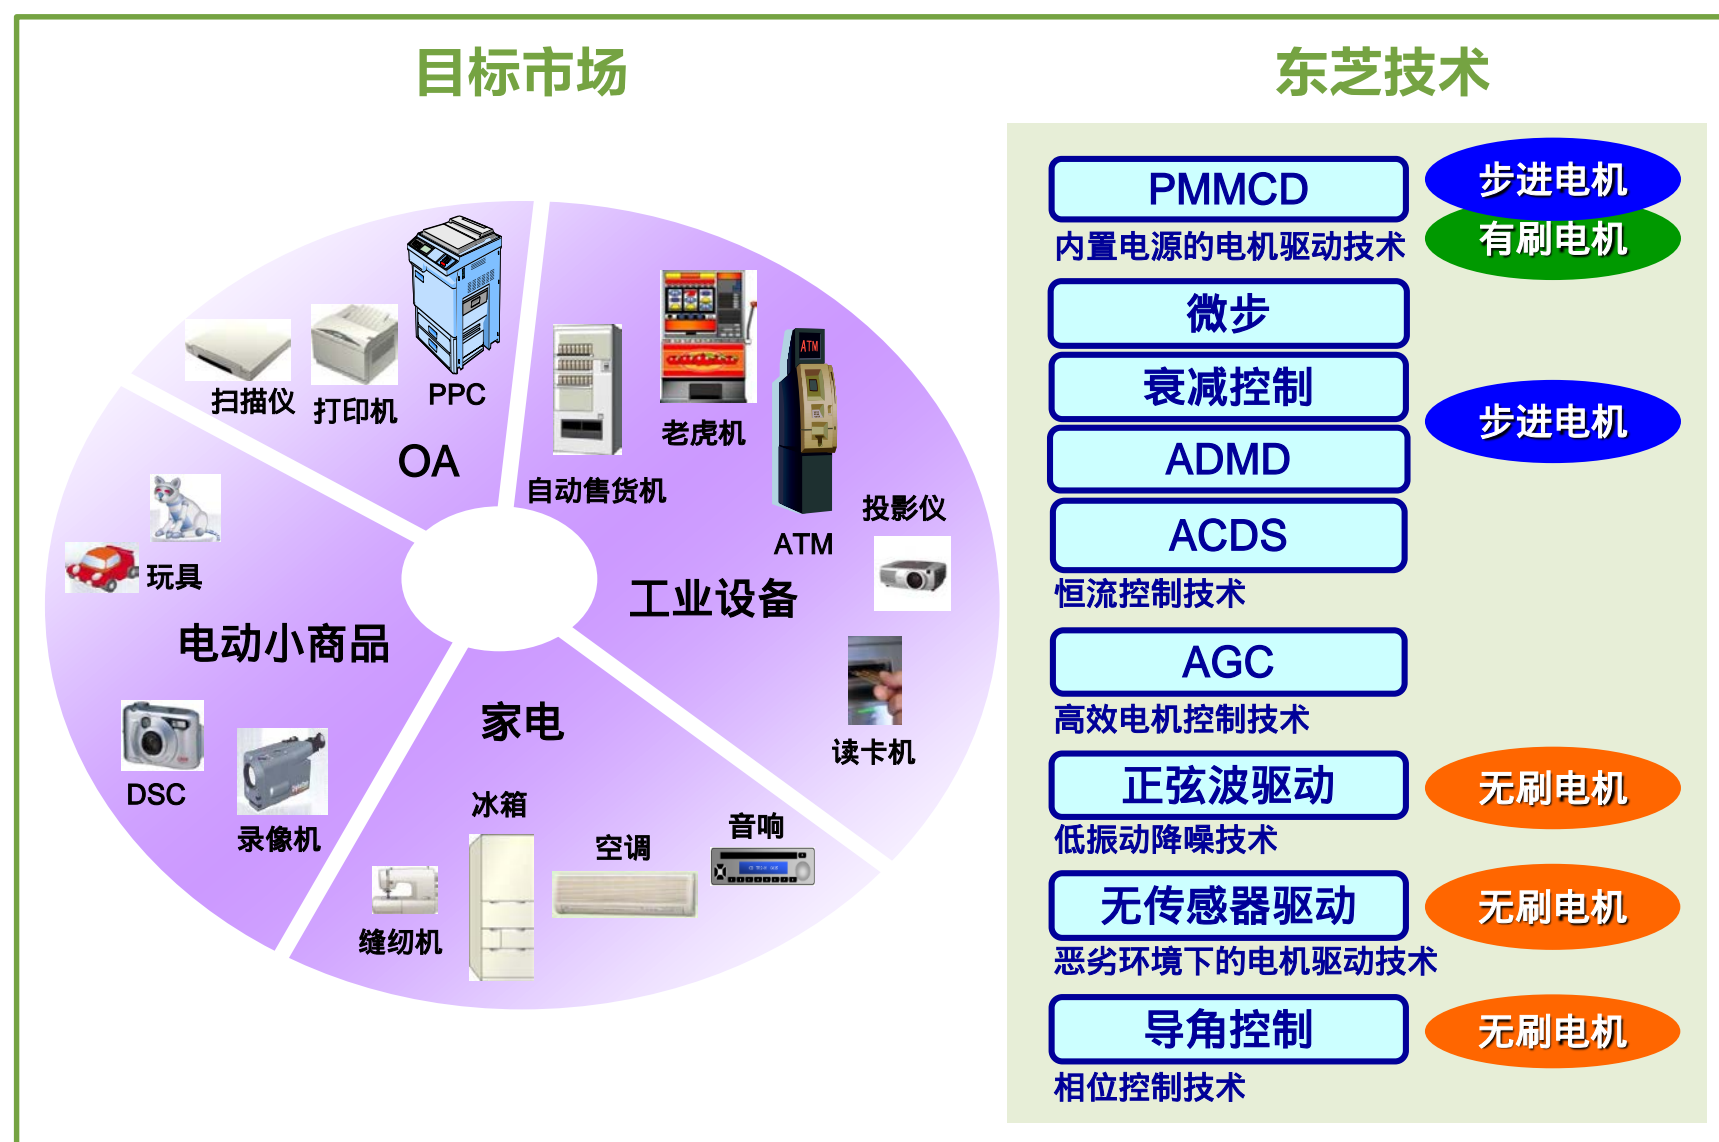 目标市场
东芝技术
扫描仪
打印机
PPC
OA
自动售货机
老虎机
ATM
ATM
投影仪
读卡机
工业设备
玩具
电动小商品
DSC
录像机
家电
冰箱
空调
音响
缝纫机
PMMCD
步进电机
有刷电机
内置电源的电机驱动技术
微步
衰减控制
步进电机
ADMD
ACDS
恒流控制技术
AGC
高效电机控制技术
正弦波驱动
无刷电机
低振动降噪技术
无传感器驱动
无刷电机
恶劣环境下的电机驱动技术
导角控制
无刷电机
相位控制技术